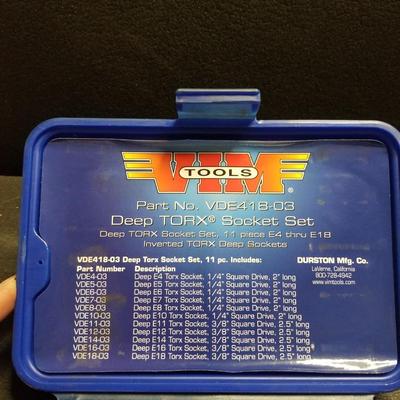 VIM
TOOLS
®
Part No. VDE418-03
Deep TORX® Socket Set
Deep TORX Socket Set, 11 piece E4 thru E18
Inverted TORX Deep Sockets
VDE418-03 Deep Torx Socket Set, 11 pc. Includes:
Part Number Description
VDE4-03 Deep E4 Torx Socket, 1/4" Square Drive, 2" long
VDE5-03 Deep E5 Torx Socket, 1/4" Square Drive, 2" long
VDE6-03 Deep E6 Torx Socket, 1/4" Square Drive, 2" long
VDE7-03 Deep E7 Torx Socket, 1/4" Square Drive, 2" long
VDE8-03 Deep E8 Torx Socket, 1/4" Square Drive, 2" long
VDE10-03 Deep E10 Torx Socket, 1/4" Square Drive, 2" long
VDE11-03 Deep E11 Torx Socket, 3/8" Square Drive, 2.5" long
VDE12-03 Deep E12 Torx Socket, 3/8" Square Drive, 2.5" long
VDE14-03 Deep E14 Torx Socket, 3/8" Square Drive, 2.5" long
VDE16-03 Deep E16 Torx Socket, 3/8" Square Drive, 2.5" long
VDE18-03 Deep E18 Torx Socket, 3/8" Square Drive, 2.5" long
DURSTON Mfg. Co.
LaVerne, California
800-728-4942
www.vimtools.com